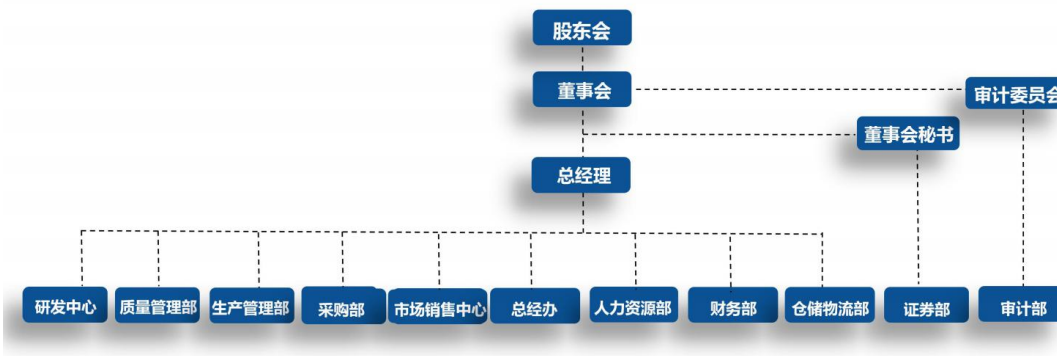 股东会
董事会
审计委员会
董事会秘书
总经理
研发中心
质量管理部
生产管理部
采购部
市场销售中心
总经办
人力资源部
财务部
仓储物流部
证券部
审计部